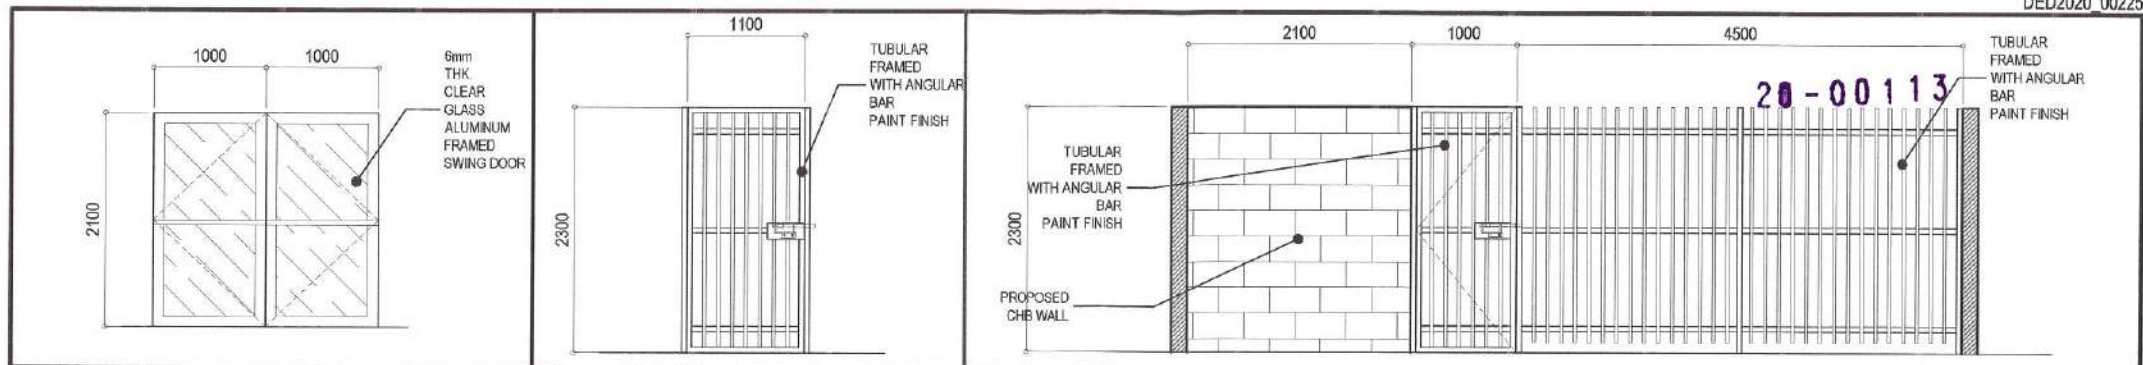 DED2020_00225
1000
1000
6mm
THK.
CLEAR
GLASS
ALUMINUM
FRAMED
SWING DOOR
2100
1100
TUBULAR
FRAMED
WITH ANGULAR
BAR
PAINT FINISH
2300
2100
1000
4500
TUBULAR
FRAMED
WITH ANGULAR
BAR
PAINT FINISH
-00113
TUBULAR
FRAMED
WITH ANGULAR
BAR
PAINT FINISH
2300
PROPOSED
CHB WALL